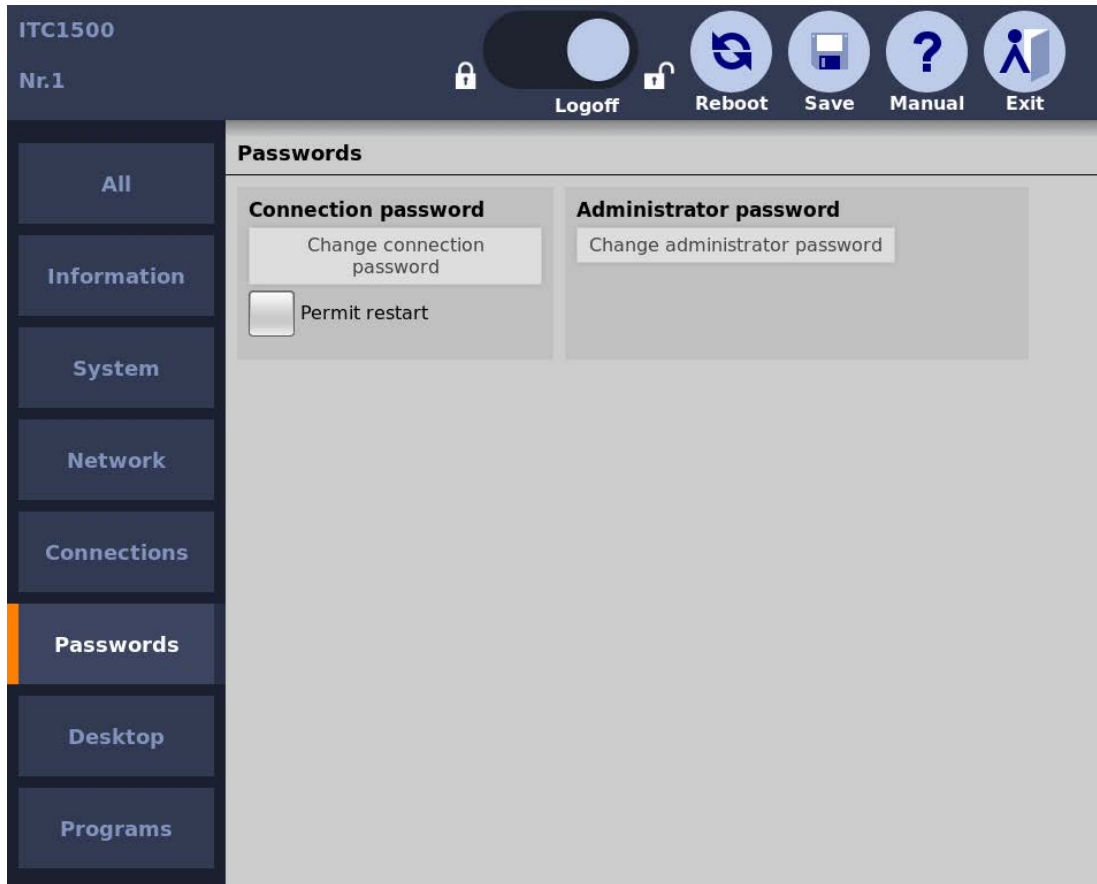 ITC1500
Nr.1
Logoff
Reboot
Save
?
Manual
Exit
All
Information
System
Network
Connections
Passwords
Desktop
Programs
Passwords
Connection password
Change connection
password
Permit restart
Administrator password
Change administrator password